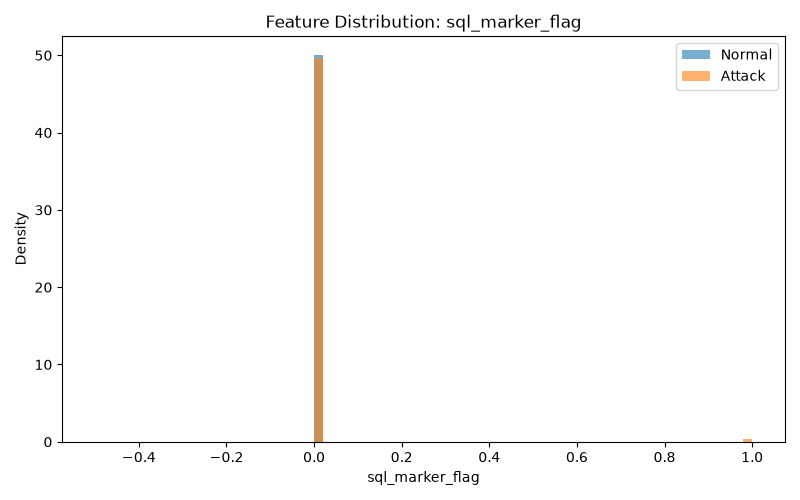 Feature Distribution: sql_marker_flag
Normal
Attack
50
40
30
20
10
0
Density
−0.4 −0.2 0.0 0.2 0.4 0.6 0.8 1.0
sql_marker_flag